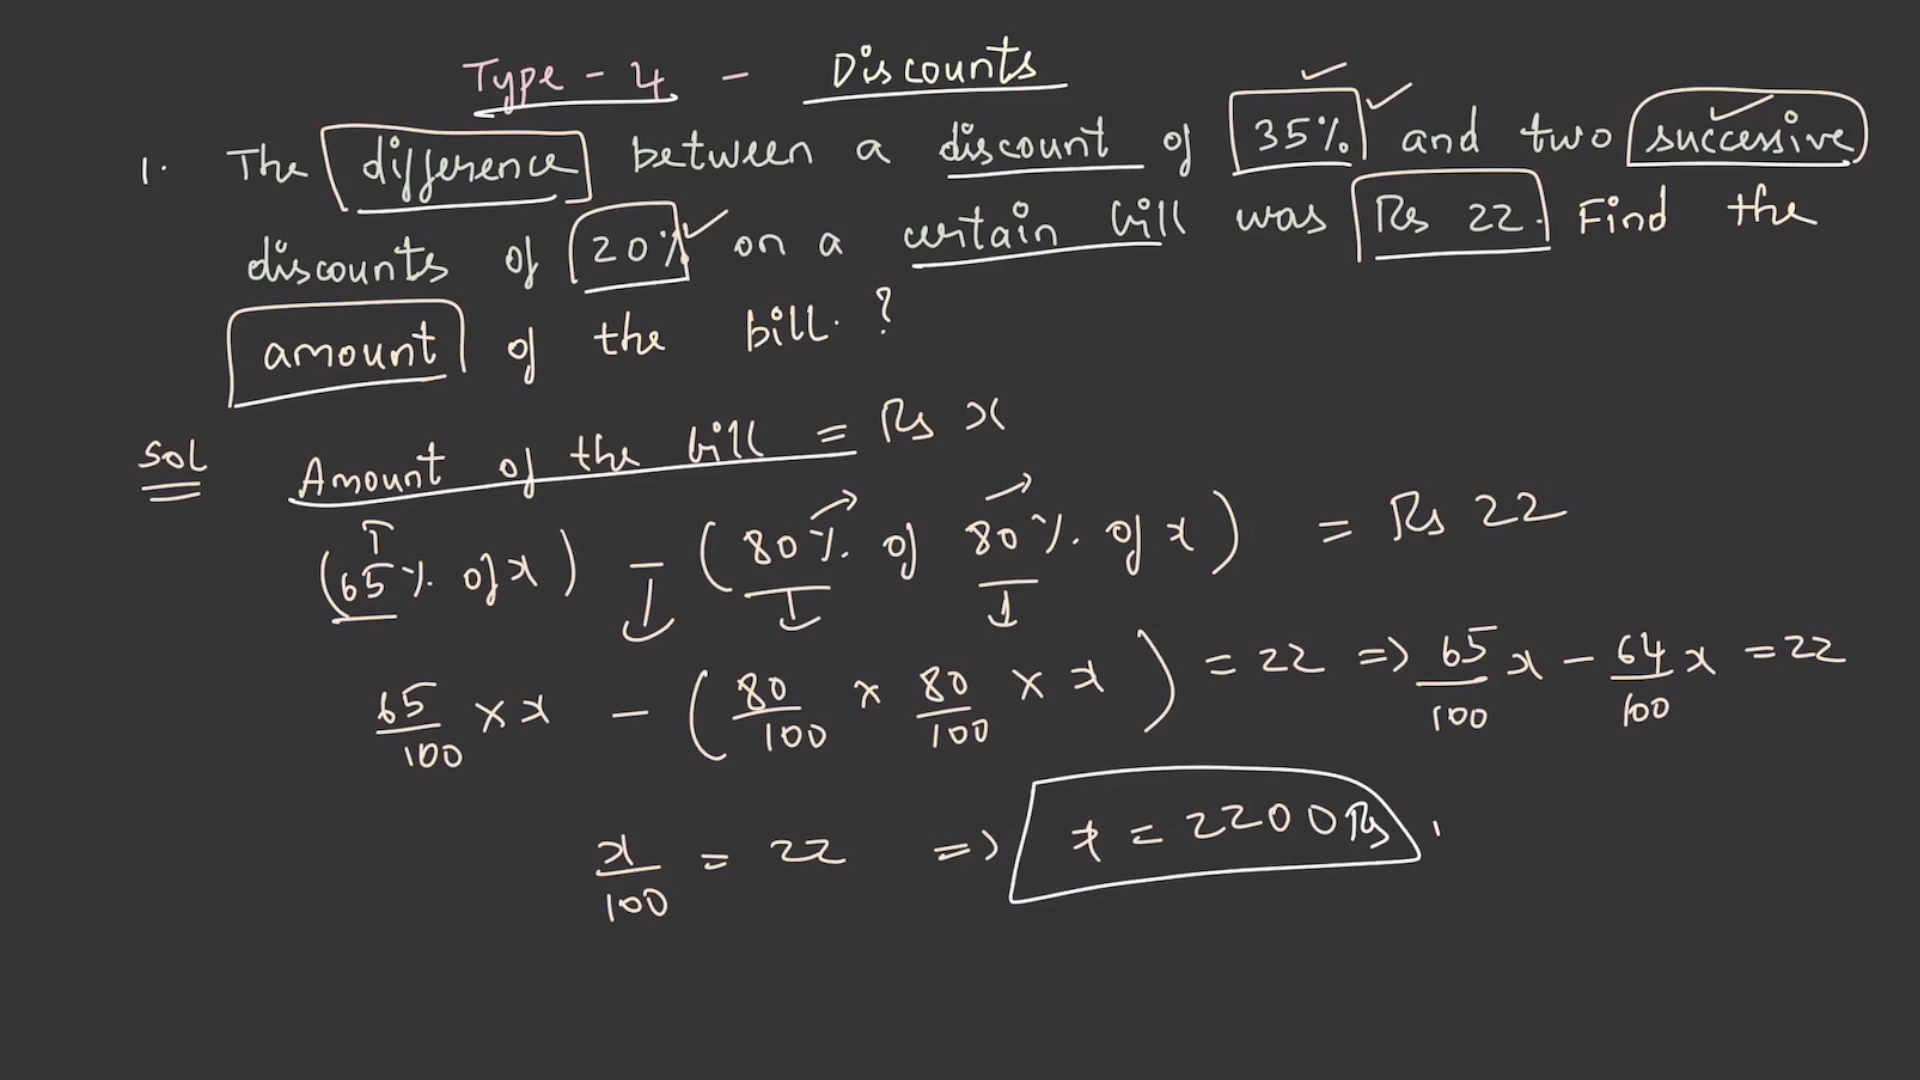 Type - 4 - Discounts
1. The difference between a discount of 35% and two successive
discounts of 20% on a certain bill was Rs 22. Find the
amount of the bill. ?
Sol Amount of the bill = Rs x
(65% of x) - (80% of 80% of x) = Rs 22
65/100 × x - (80/100 × 80/100 × x) = 22 => 65/100 x - 64/100 x = 22
x/100 = 22 => x = 2200 Rs.